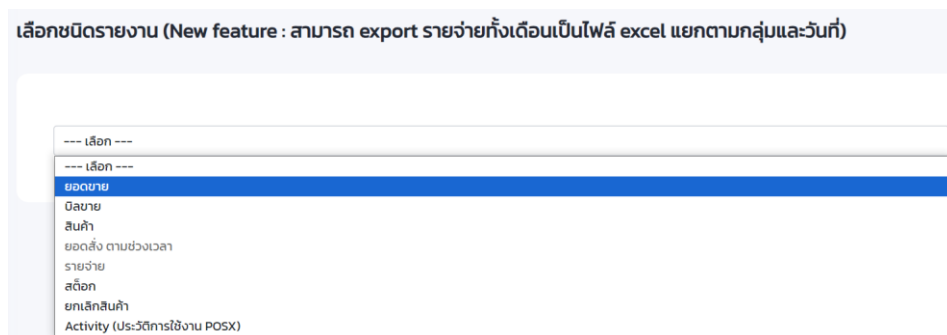 เลือกชนิดรายงาน (New feature : สามารถ export รายจ่ายทั้งเดือนเป็นไฟล์ excel แยกตามกลุ่มและวันที่)
--- เลือก ---
--- เลือก ---
ยอดขาย
บิลขาย
สินค้า
ยอดสั่ง ตามช่วงเวลา
รายจ่าย
สต็อก
ยกเลิกสินค้า
Activity (ประวัติการใช้งาน POSX)